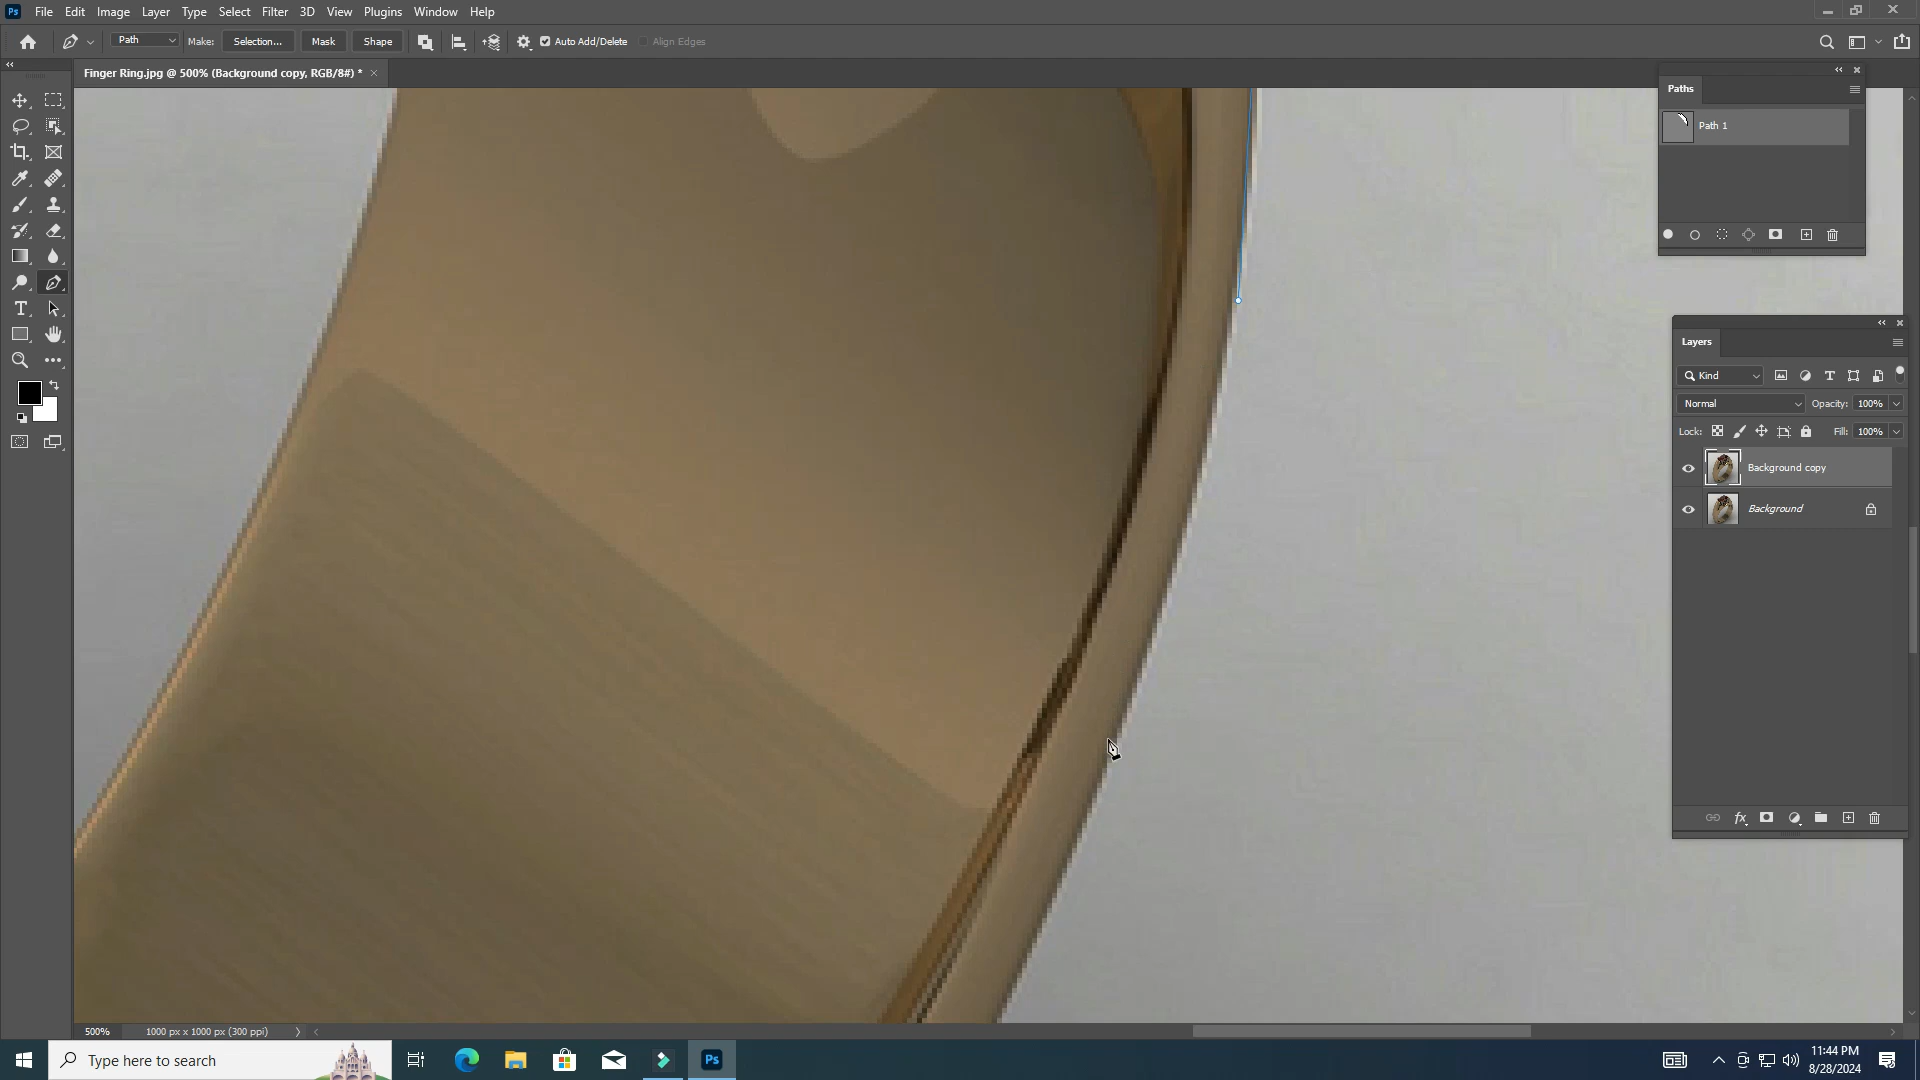 Ps File Edit Image Layer Type Select Filter 3D View Plugins Window Help
Path Make: Selection... Mask Shape Auto Add/Delete Align Edges
Finger Ring.jpg @ 500% (Background copy, RGB/8#) *
Paths
Path 1
Layers
Kind
Normal Opacity: 100%
Lock: Fill: 100%
Background copy
Background
500% 1000 px x 1000 px (300 ppi)
Type here to search
Ps
11:44 PM
8/28/2024